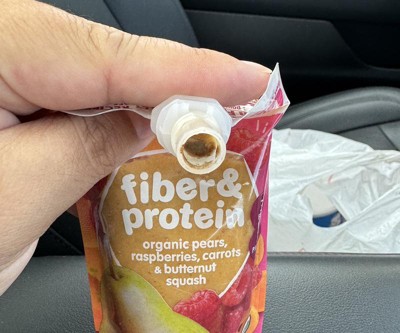 fiber&
protein
organic pears,
raspberries, carrots
& butternut
squash